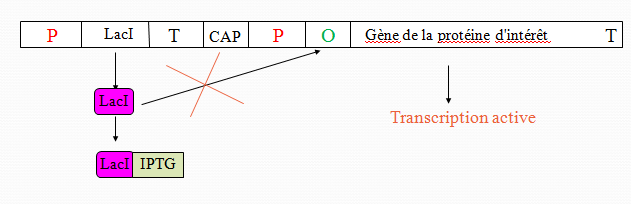 P LacI T CAP P O Gène de la protéine d'intérêt T
LacI
Transcription active
LacI IPTG